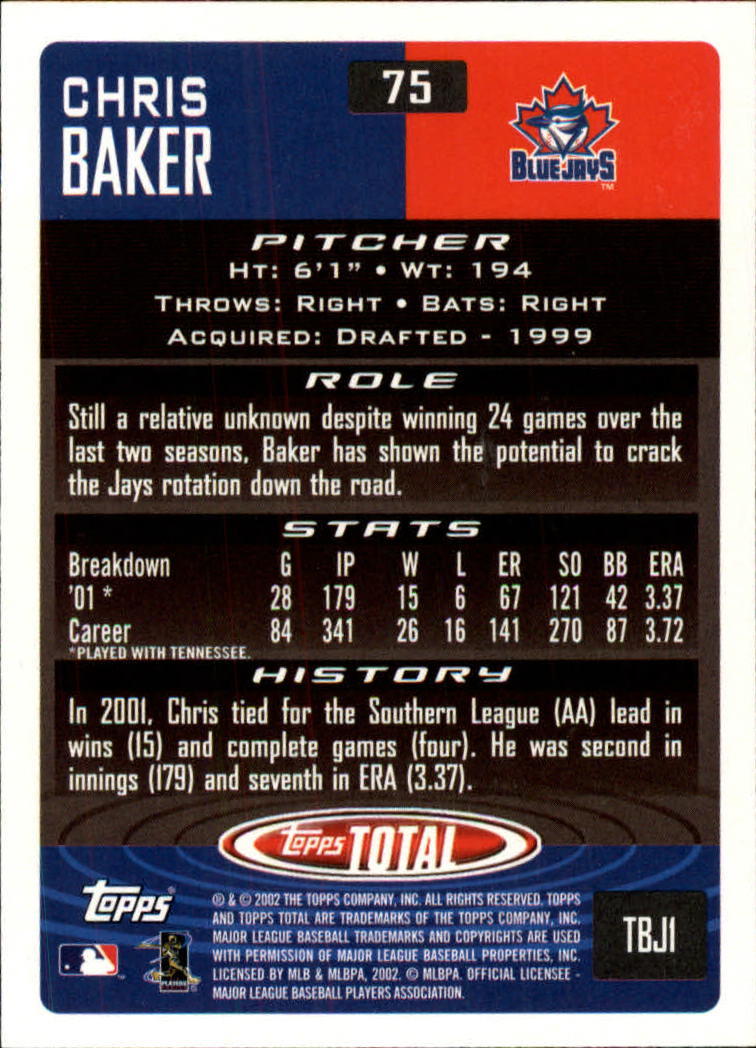 CHRIS
BAKER
75
BLUE JAYS
TM
PITCHER
HT: 6'1" • WT: 194
THROWS: RIGHT • BATS: RIGHT
ACQUIRED: DRAFTED - 1999
ROLE
Still a relative unknown despite winning 24 games over the
last two seasons, Baker has shown the potential to crack
the Jays rotation down the road.
STATS
Breakdown G IP W L ER SO BB ERA
'01 * 28 179 15 6 67 121 42 3.37
Career 84 341 26 16 141 270 87 3.72
*PLAYED WITH TENNESSEE.
HISTORY
In 2001, Chris tied for the Southern League (AA) lead in
wins (15) and complete games (four). He was second in
innings (179) and seventh in ERA (3.37).
Topps TOTAL
Topps®
® & © 2002 THE TOPPS COMPANY, INC. ALL RIGHTS RESERVED. TOPPS
AND TOPPS TOTAL ARE TRADEMARKS OF THE TOPPS COMPANY, INC.
MAJOR LEAGUE BASEBALL TRADEMARKS AND COPYRIGHTS ARE USED
WITH PERMISSION OF MAJOR LEAGUE BASEBALL PROPERTIES, INC.
LICENSED BY MLB & MLBPA, 2002. © MLBPA. OFFICIAL LICENSEE -
MAJOR LEAGUE BASEBALL PLAYERS ASSOCIATION.
TBJ1